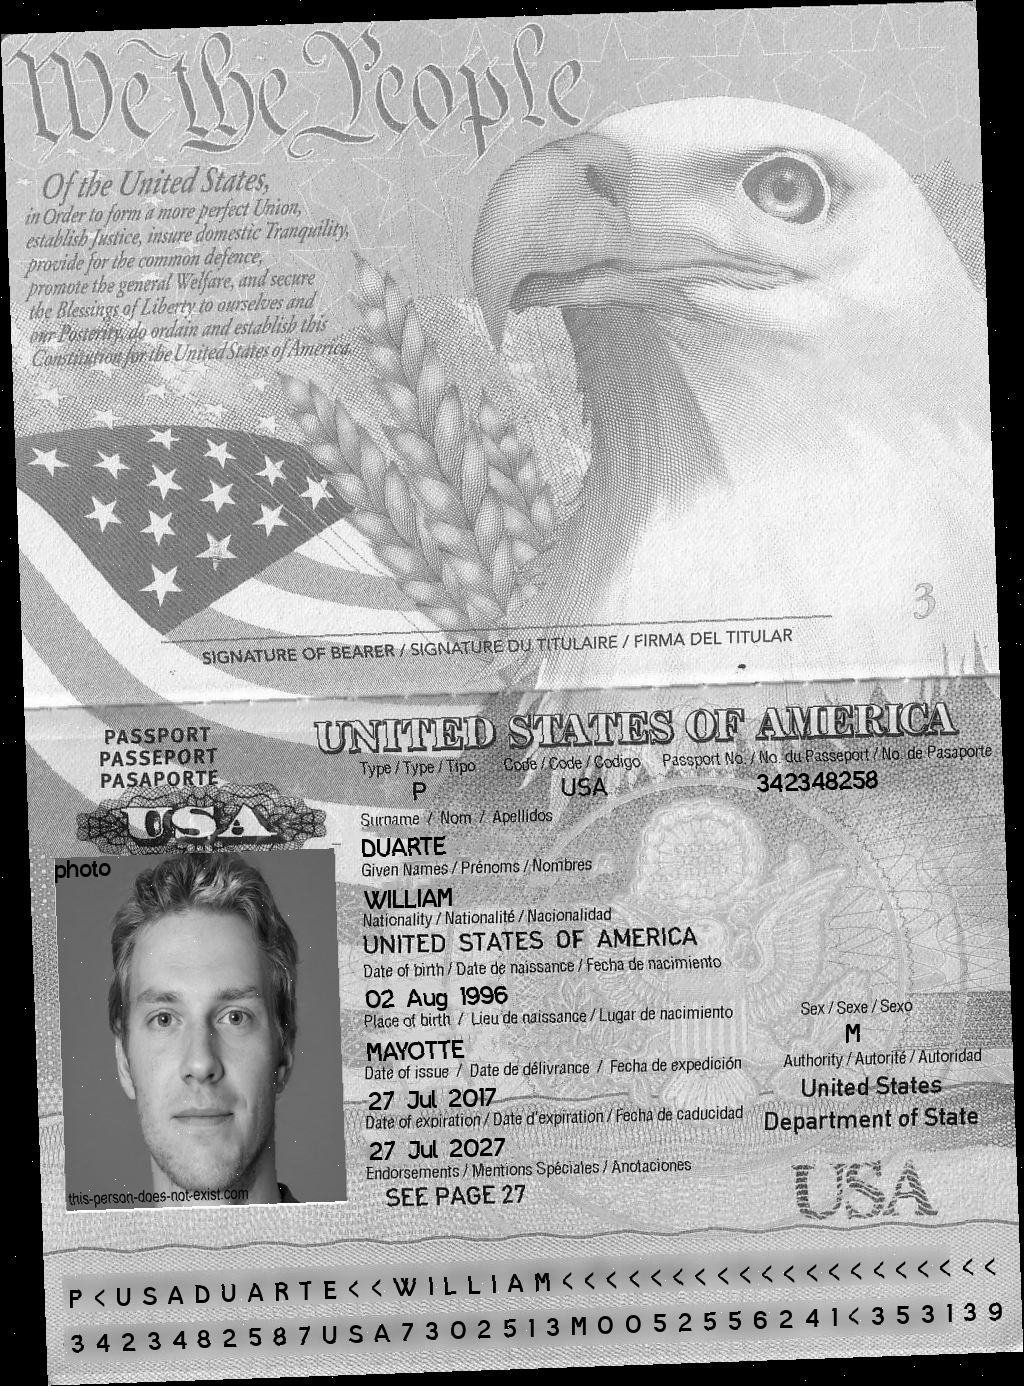 We the People
Of the United States,
in Order to form a more perfect Union,
establish Justice, insure domestic Tranquility,
provide for the common defence,
promote the general Welfare, and secure
the Blessings of Liberty to ourselves and
our Posterity, do ordain and establish this
Constitution for the United States of America.
3
SIGNATURE OF BEARER / SIGNATURE DU TITULAIRE / FIRMA DEL TITULAR
PASSPORT
PASSEPORT
PASAPORTE
USA
UNITED STATES OF AMERICA
Type / Type / Tipo Code / Code / Codigo Passport No. / No. du Passeport / No. de Pasaporte
P USA 342348258
Surname / Nom / Apellidos
DUARTE
Given Names / Prénoms / Nombres
WILLIAM
Nationality / Nationalité / Nacionalidad
UNITED STATES OF AMERICA
Date of birth / Date de naissance / Fecha de nacimiento
02 Aug 1996
Place of birth / Lieu de naissance / Lugar de nacimiento
MAYOTTE
Date of issue / Date de délivrance / Fecha de expedición
27 Jul 2017
Date of expiration / Date d'expiration / Fecha de caducidad
27 Jul 2027
Endorsements / Mentions Spéciales / Anotaciones
SEE PAGE 27
Sex / Sexe / Sexo
M
Authority / Autorité / Autoridad
United States
Department of State
USA
photo
this-person-does-not-exist.com
P<USADUARTE<<WILLIAM<<<<<<<<<<<<<<<<<<<<
3423482587USA7302513M0052556241<353139